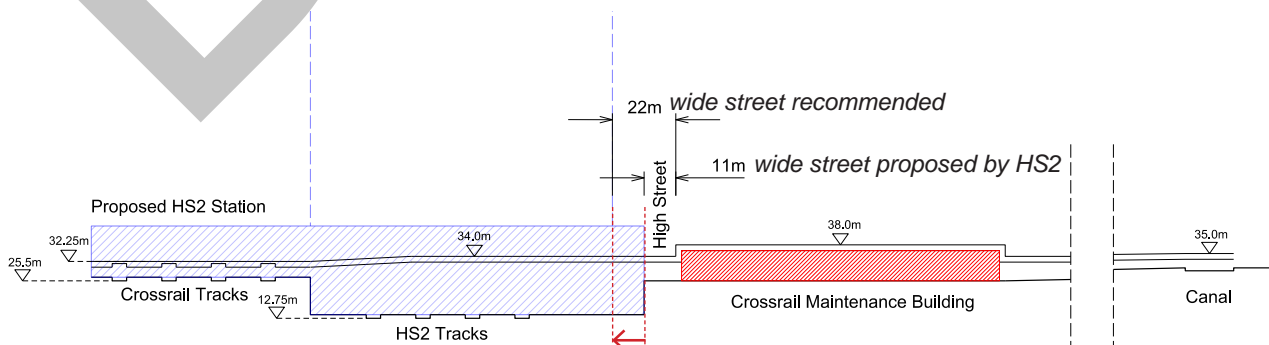 22m wide street recommended
11m wide street proposed by HS2
High Street
Proposed HS2 Station
32.25m
34.0m
38.0m
35.0m
25.5m
Crossrail Tracks
12.75m
HS2 Tracks
Crossrail Maintenance Building
Canal